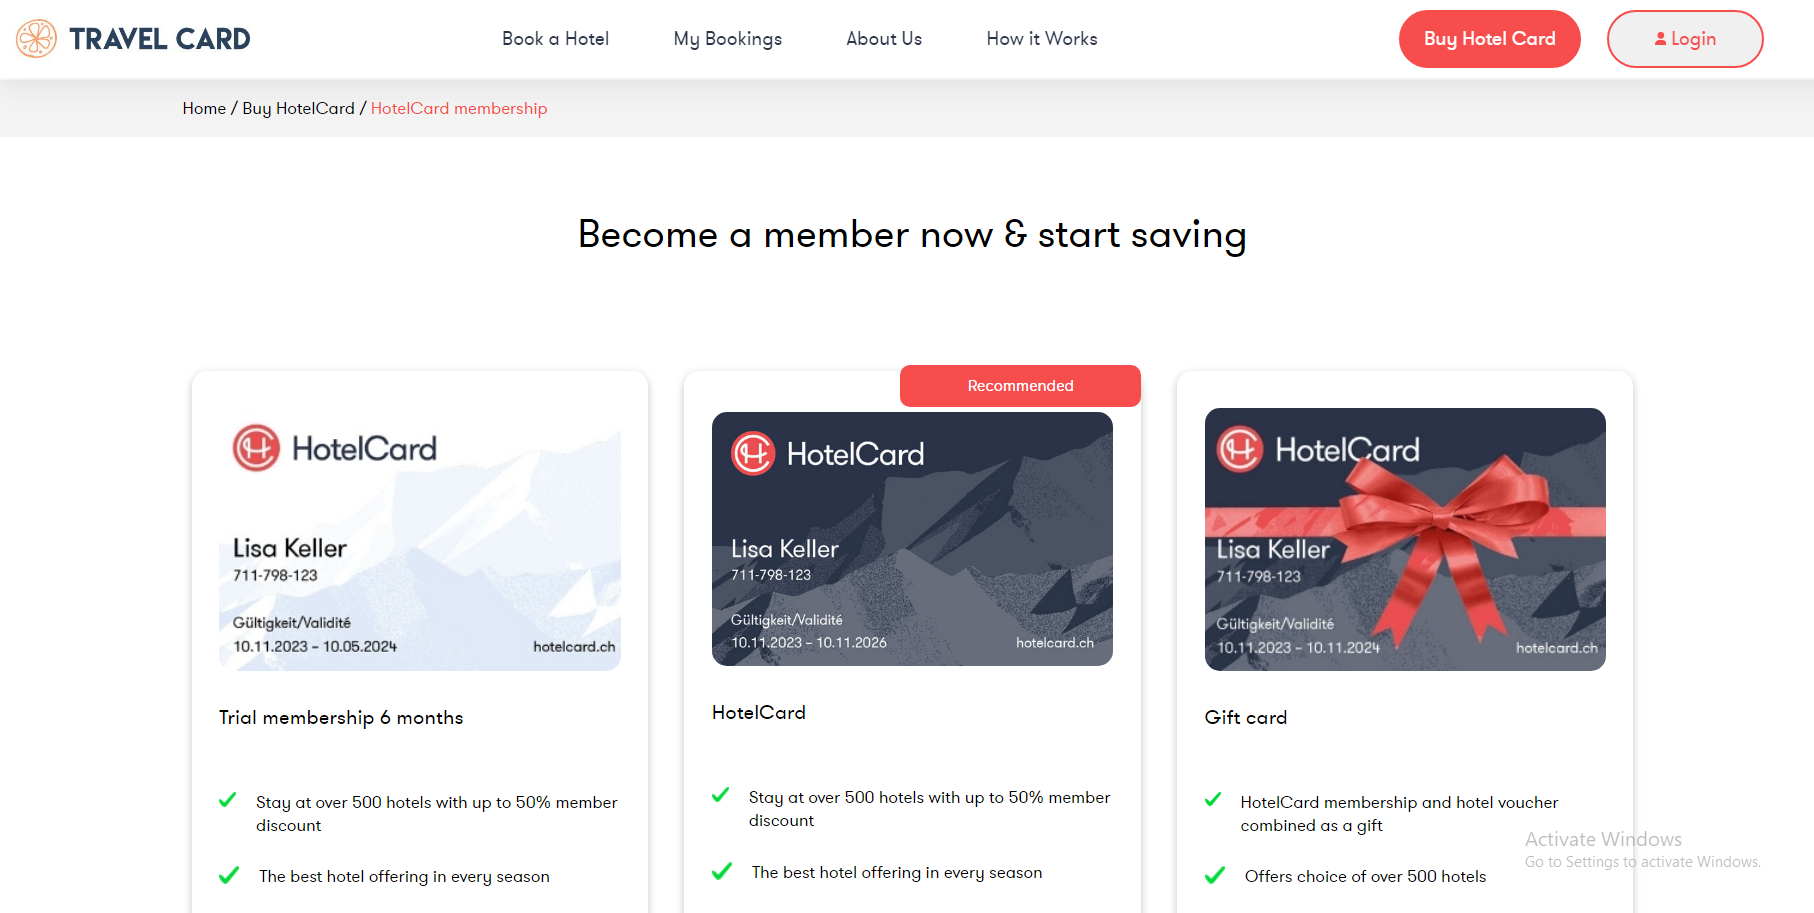 TRAVEL CARD
Book a Hotel
My Bookings
About Us
How it Works
Buy Hotel Card
Login
Home / Buy HotelCard / HotelCard membership
Become a member now & start saving
HotelCard
Lisa Keller
711-798-123
Gültigkeit/Validité
10.11.2023 – 10.05.2024
hotelcard.ch
Trial membership 6 months
Stay at over 500 hotels with up to 50% member
discount
The best hotel offering in every season
Recommended
HotelCard
Lisa Keller
711-798-123
Gültigkeit/Validité
10.11.2023 – 10.11.2026
hotelcard.ch
HotelCard
Stay at over 500 hotels with up to 50% member
discount
The best hotel offering in every season
HotelCard
Lisa Keller
711-798-123
Gültigkeit/Validité
10.11.2023 – 10.11.2024
hotelcard.ch
Gift card
HotelCard membership and hotel voucher
combined as a gift
Offers choice of over 500 hotels
Activate Windows
Go to Settings to activate Windows.